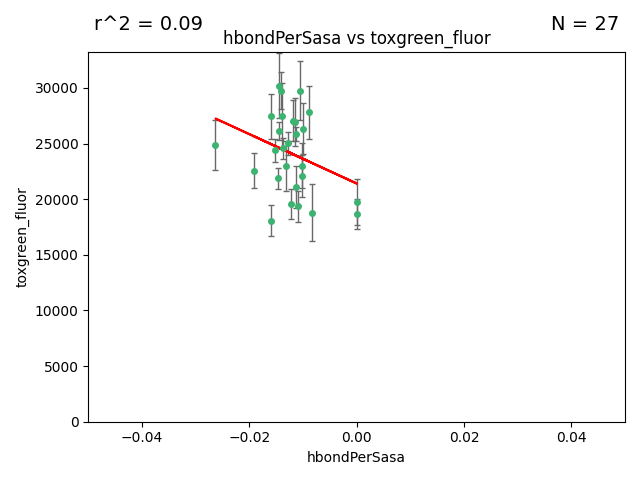 r^2 = 0.09
N = 27
hbondPerSasa vs toxgreen_fluor
30000
25000
20000
15000
10000
5000
0
toxgreen_fluor
−0.04
−0.02
0.00
0.02
0.04
hbondPerSasa